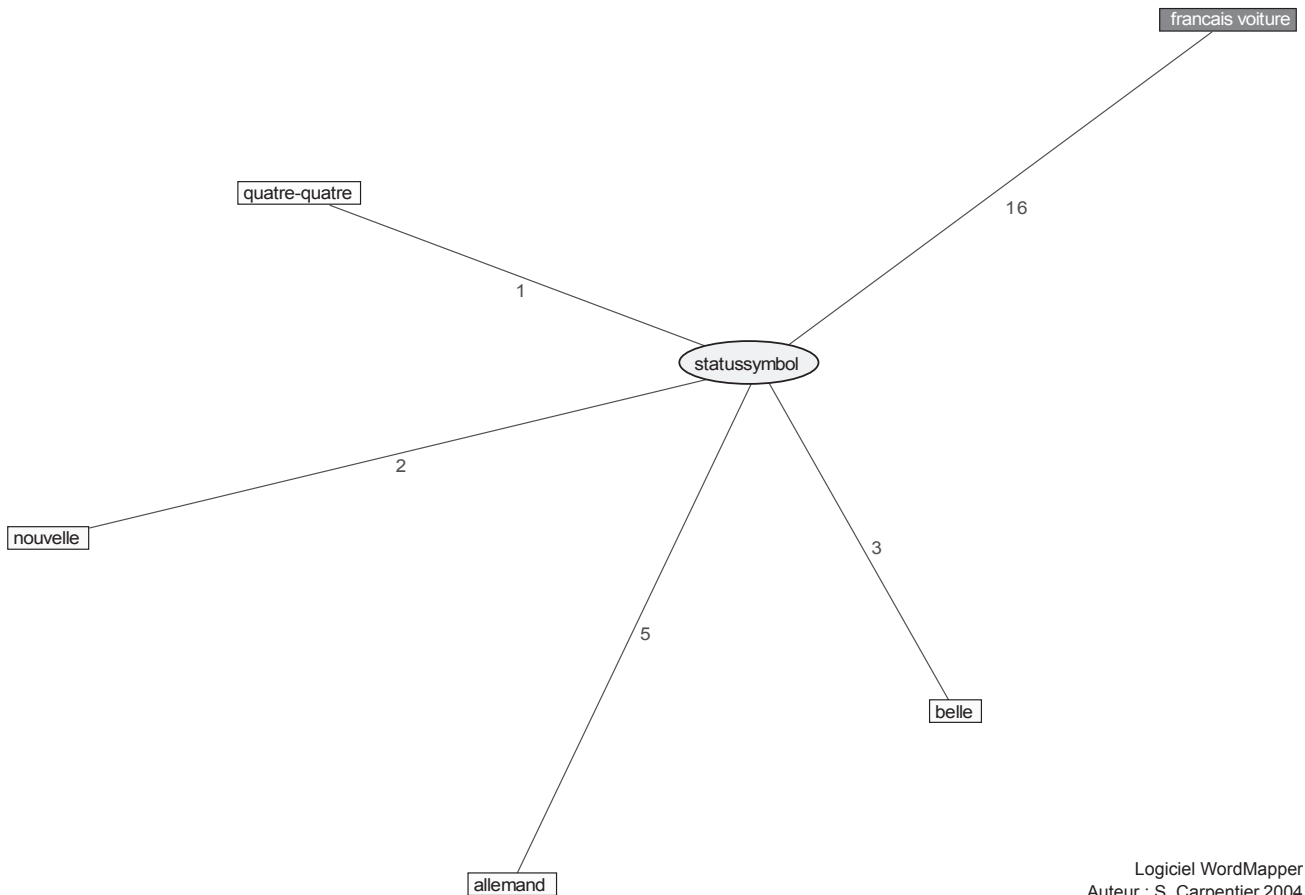 francais voiture
quatre-quatre
16
1
statussymbol
2
nouvelle
3
5
belle
Logiciel WordMapper
allemand
Auteur : S. Carpentier 2004